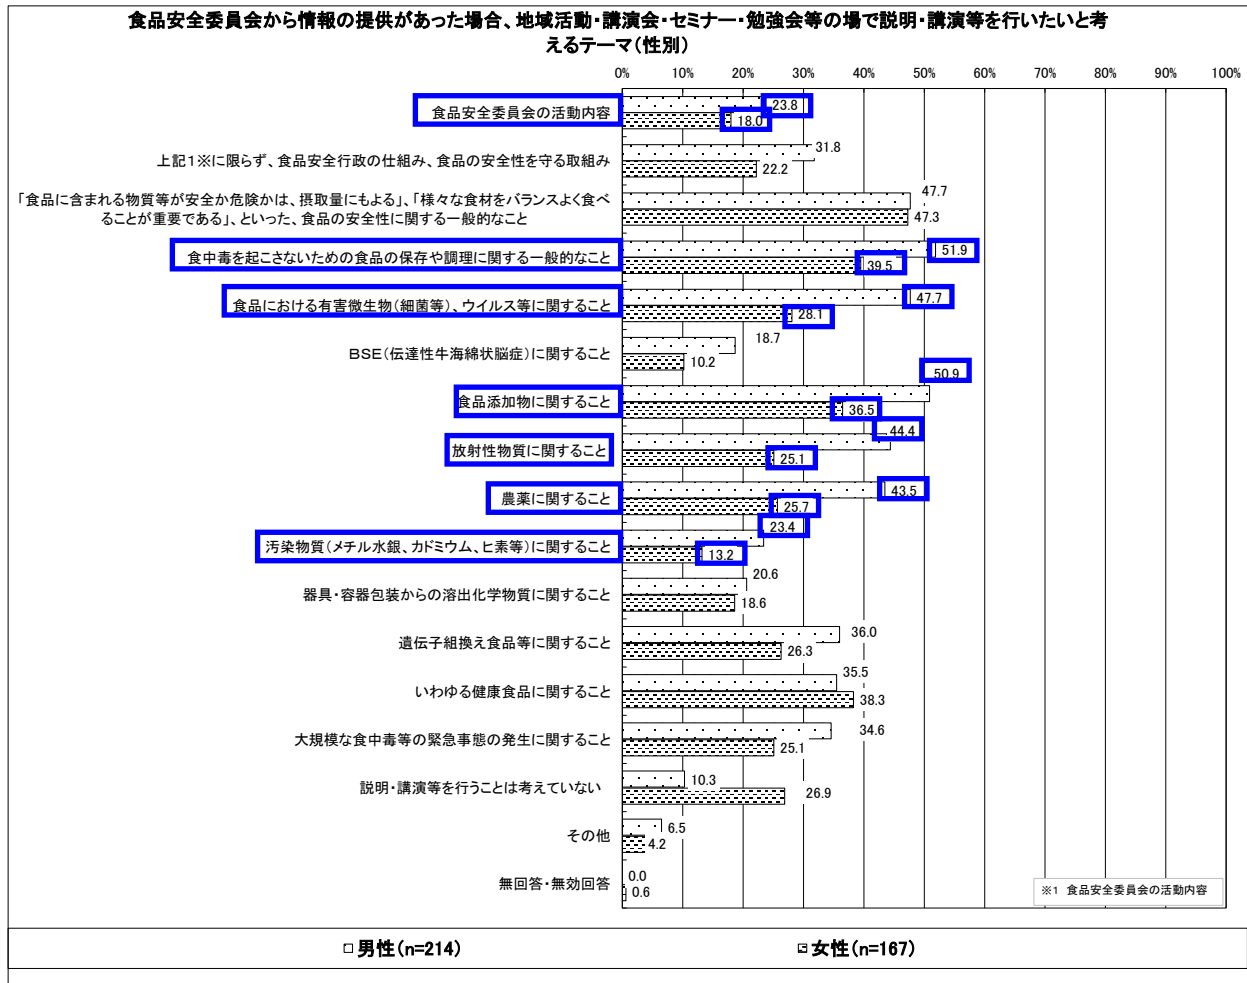 食品安全委員会から情報の提供があった場合、地域活動・講演会・セミナー・勉強会等の場で説明・講演等を行いたいと考
えるテーマ(性別)
0% 10% 20% 30% 40% 50% 60% 70% 80% 90% 100%
食品安全委員会の活動内容
23.8
18.0
上記1※に限らず、食品安全行政の仕組み、食品の安全性を守る取組み
31.8
22.2
「食品に含まれる物質等が安全か危険かは、摂取量にもよる」、「様々な食材をバランスよく食べ
ることが重要である」、といった、食品の安全性に関する一般的なこと
47.7
47.3
食中毒を起こさないための食品の保存や調理に関する一般的なこと
51.9
39.5
食品における有害微生物(細菌等)、ウイルス等に関すること
47.7
28.1
BSE(伝達性牛海綿状脳症)に関すること
18.7
10.2
食品添加物に関すること
50.9
36.5
放射性物質に関すること
44.4
25.1
農薬に関すること
43.5
25.7
汚染物質(メチル水銀、カドミウム、ヒ素等)に関すること
23.4
13.2
器具・容器包装からの溶出化学物質に関すること
20.6
18.6
遺伝子組換え食品等に関すること
36.0
26.3
いわゆる健康食品に関すること
35.5
38.3
大規模な食中毒等の緊急事態の発生に関すること
34.6
25.1
説明・講演等を行うことは考えていない
10.3
26.9
その他
6.5
4.2
無回答・無効回答
0.0
0.6
※1 食品安全委員会の活動内容
男性(n=214) 女性(n=167)